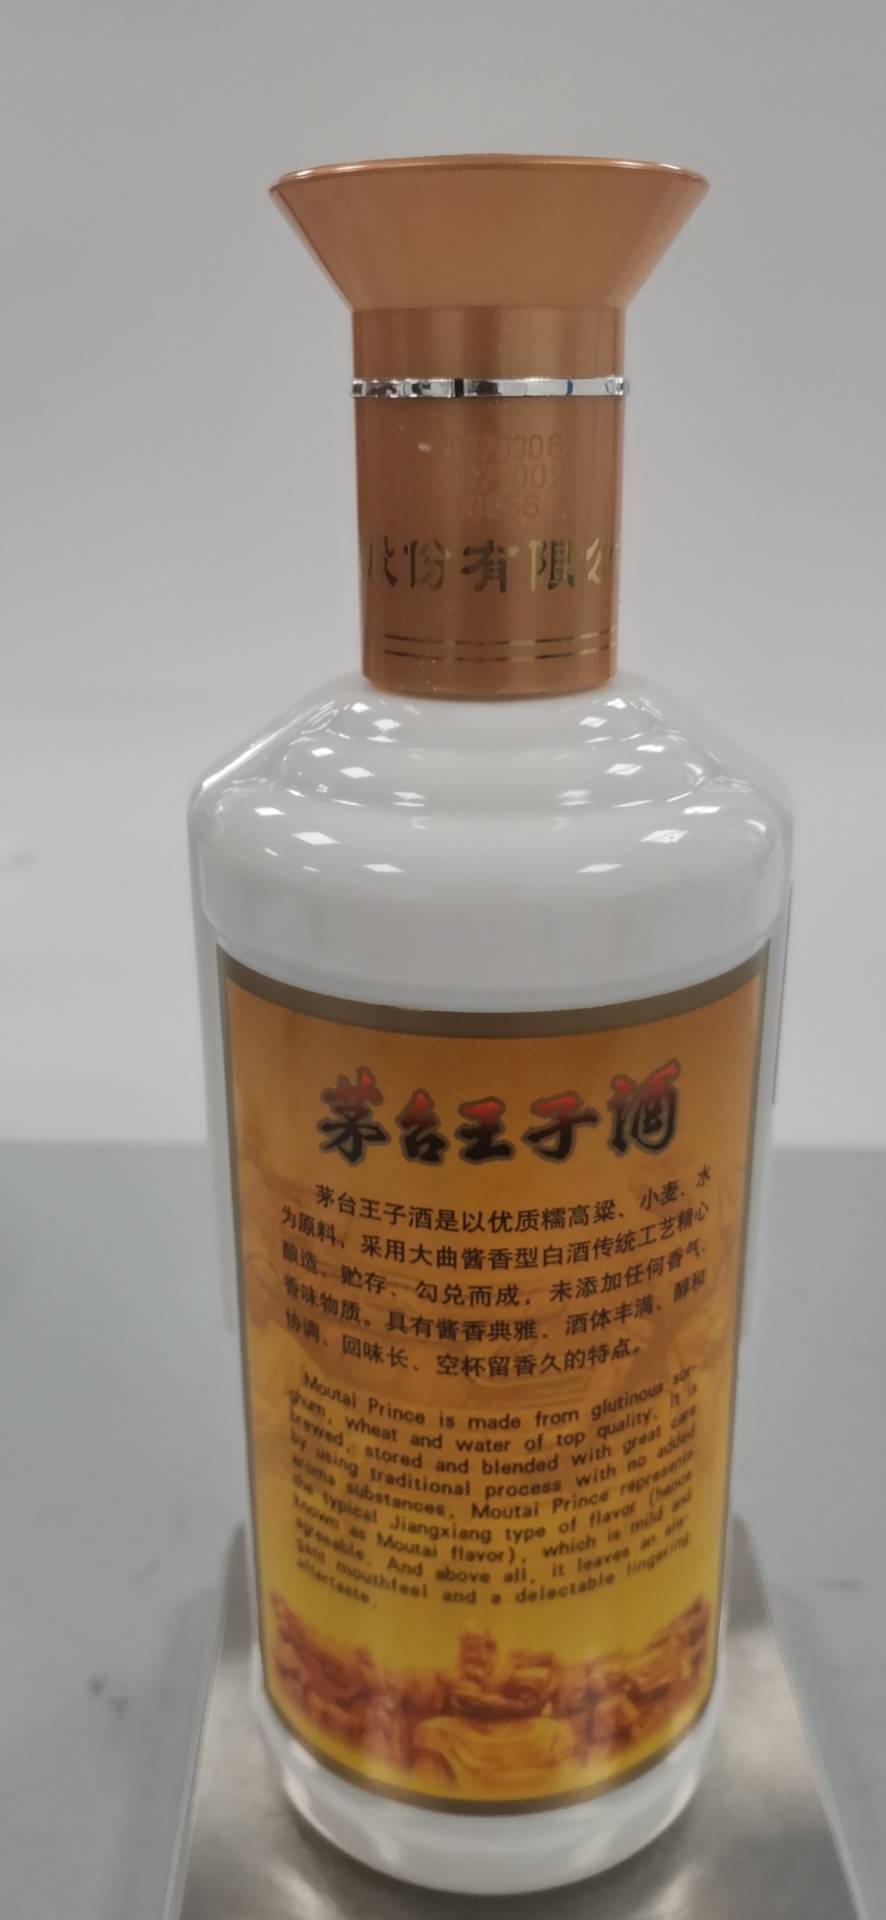 股份有限公
茅台王子酒
茅台王子酒是以优质糯高粱、小麦、水
为原料，采用大曲酱香型白酒传统工艺精心
酿造、贮存、勾兑而成，未添加任何香气、
香味物质。具有酱香典雅、酒体丰满、醇和
协调、回味长、空杯留香久的特点。
Moutai Prince is made from glutinous sor-
ghum, wheat and water of top quality. It is
brewed, stored and blended with great care
by using traditional process with no added
aroma substances. Moutai Prince represents
the typical Jiangxiang type of flavor (hence
known as Moutai flavor), which is mild and
agreeable. And above all, it leaves an ele-
gant mouthfeel and a delectable lingering
aftertaste.